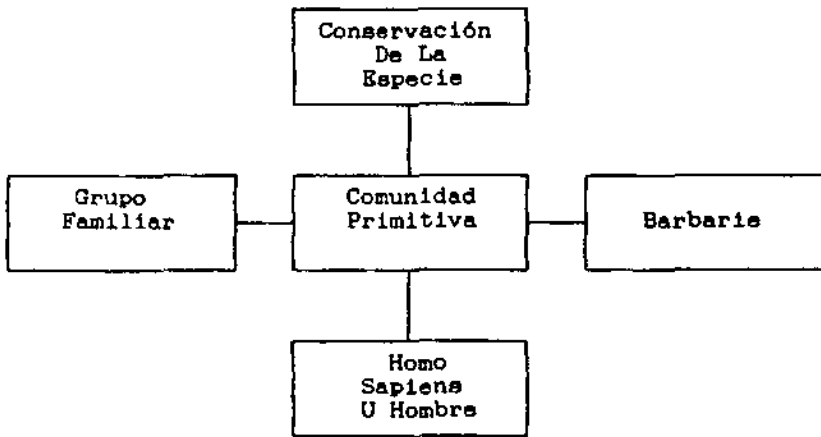 Conservación
De La
Especie
Grupo
Familiar
Comunidad
Primitiva
Barbarie
Homo
Sapiens
U Hombre